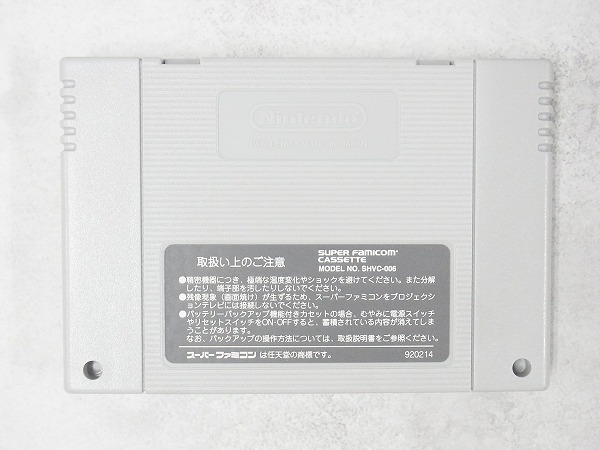 Nintendo
取扱い上のご注意
SUPER FAMICOM
CASSETTE
MODEL NO. SHVC-006
●精密機器につき、極端な温度変化やショックを避けてください。また分解
したり、端子部を汚したりしないでください。
●残像現象（画面焼け）が生ずるため、スーパーファミコンをプロジェクショ
ンテレビには接続しないでください。
●バッテリーバックアップ機能付きカセットの場合、むやみに電源スイッチ
やリセットスイッチをON-OFFすると、蓄積されている内容が消えてしま
うことがあります。
なお、バックアップの操作方法については、取扱説明書をご参照ください。
スーパーファミコン は任天堂の商標です。
920214